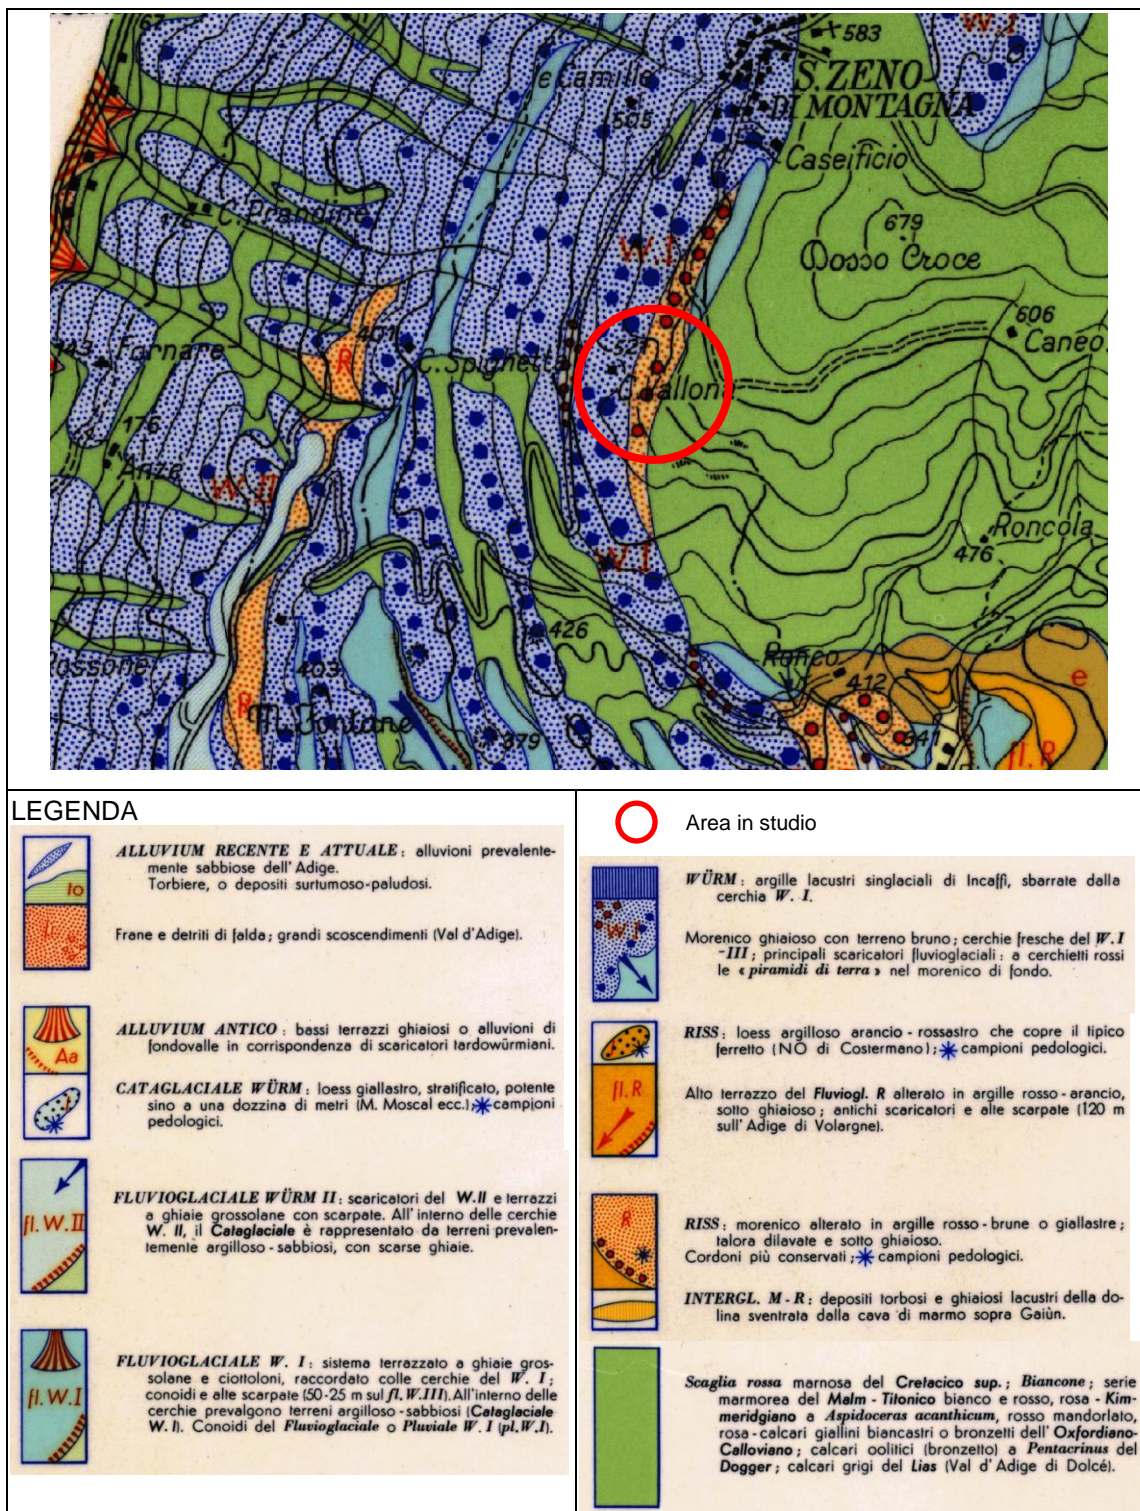 583
W.I
S. ZENO
DI MONTAGNA
le Camille
505
Caseificio
C. Prandine
679
Dosso Croce
W.I
606
Caneo.
401
Fornare
R
C. Spighetta
176
Anze
W.II
Roncola
476
W.I
426
Ronco
403
412
e
R
M. Fontane
379
341
fl.R
LEGENDA
Area in studio
to
ALLUVIUM RECENTE E ATTUALE: alluvioni prevalente-
mente sabbiose dell'Adige.
Torbiere, o depositi surtumoso-paludosi.
Frane e detriti di falda; grandi scoscendimenti (Val d'Adige).
Aa
ALLUVIUM ANTICO: bassi terrazzi ghiaiosi o alluvioni di
fondovalle in corrispondenza di scaricatori tardowürmiani.
CATAGLACIALE WÜRM: loess giallastro, stratificato, potente
sino a una dozzina di metri (M. Moscal ecc.); campioni
pedologici.
fl.W.II
FLUVIOGLACIALE WÜRM II: scaricatori del W.II e terrazzi
a ghiaie grossolane con scarpate. All'interno delle cerchie
W. II, il Cataglaciale è rappresentato da terreni prevalen-
temente argilloso-sabbiosi, con scarse ghiaie.
fl.W.I
FLUVIOGLACIALE W. I: sistema terrazzato a ghiaie gros-
solane e ciottoloni, raccordato colle cerchie del W. I;
conoidi e alte scarpate (50-25 m sul fl. W.III). All'interno delle
cerchie prevalgono terreni argilloso-sabbiosi (Cataglaciale
W. I). Conoidi del Fluvioglaciale o Pluviale W. I (pl.W.I).
W.I
WÜRM: argille lacustri singlaciali di Incaffi, sbarrate dalla
cerchia W. I.
Morenico ghiaioso con terreno bruno; cerchie fresche del W.I
-III; principali scaricatori fluvioglaciali: a cerchietti rossi
le « piramidi di terra » nel morenico di fondo.
RISS: loess argilloso arancio-rossastro che copre il tipico
ferretto (NO di Costermano); campioni pedologici.
fl.R
Alto terrazzo del Fluviogl. R alterato in argille rosso-arancio,
sotto ghiaioso; antichi scaricatori e alte scarpate (120 m
sull'Adige di Volargne).
R
RISS: morenico alterato in argille rosso-brune o giallastre;
talora dilavate e sotto ghiaioso.
Cordoni più conservati; campioni pedologici.
INTERGL. M-R: depositi torbosi e ghiaiosi lacustri della do-
lina sventrata dalla cava di marmo sopra Gaiùn.
Scaglia rossa marnosa del Cretacico sup.; Biancone; serie
marmorea del Malm-Titonico bianco e rosso, rosa-Kim-
meridgiano a Aspidoceras acanthicum, rosso mandorlato,
rosa-calcari giallini biancastri o bronzetti dell'Oxfordiano-
Calloviano; calcari oolitici (bronzetto) a Pentacrinus del
Dogger; calcari grigi del Lias (Val d'Adige di Dolcé).